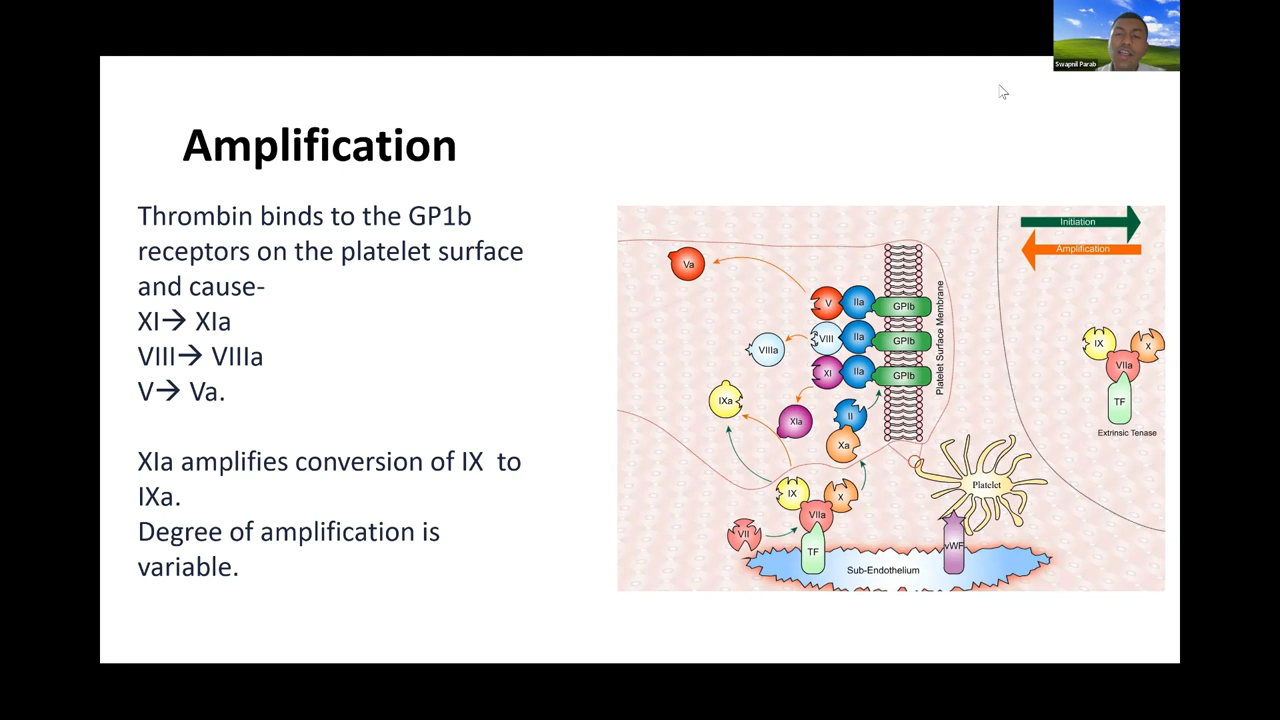 Swapnil Parab
Amplification
Thrombin binds to the GP1b
receptors on the platelet surface
and cause-
XI→ XIa
VIII→ VIIIa
V→ Va.
XIa amplifies conversion of IX to
IXa.
Degree of amplification is
variable.
Initiation
Amplification
Va
V IIa GPIb
VIII IIa GPIb
VIIIa
XI IIa GPIb
Platelet Surface Membrane
IX X
VIIa
TF
Extrinsic Tenase
IXa
XIa
II
Xa
IX X
VIIa
VII
TF
Platelet
vWF
Sub-Endothelium